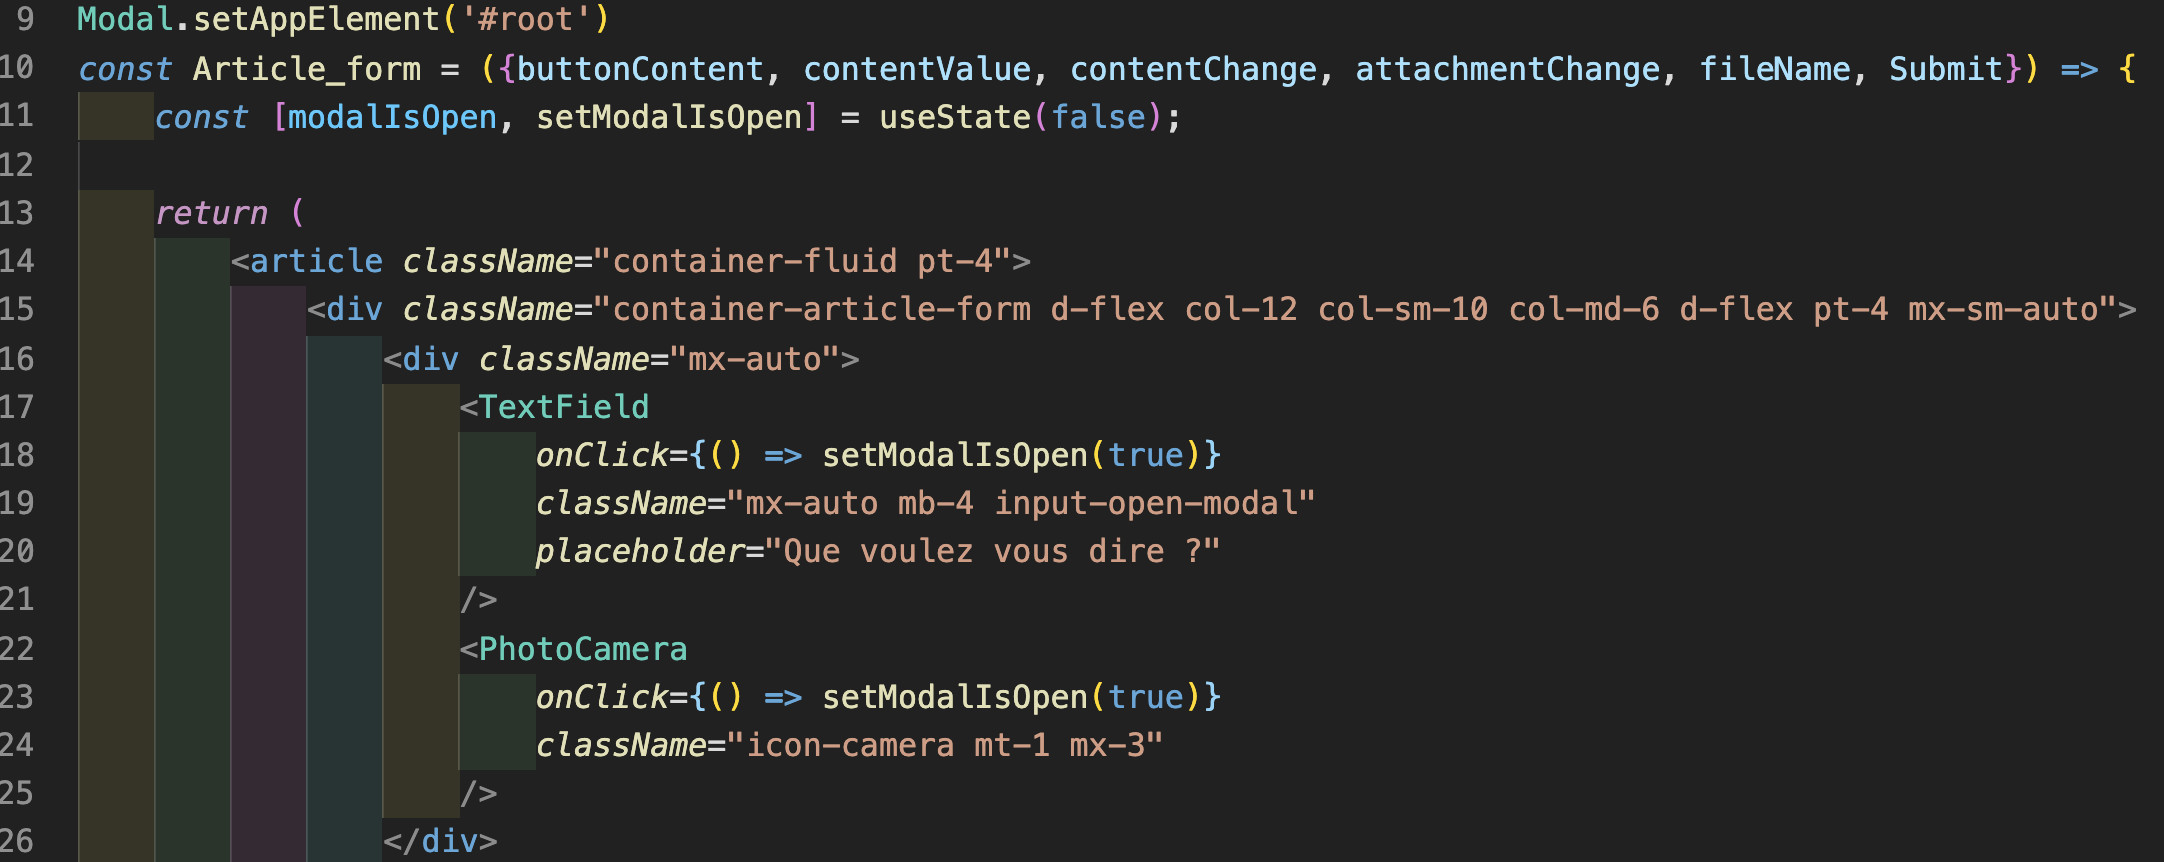 9 Modal.setAppElement('#root')
10 const Article_form = ({buttonContent, contentValue, contentChange, attachmentChange, fileName, Submit}) => {
11 const [modalIsOpen, setModalIsOpen] = useState(false);
12
13 return (
14 <article className="container-fluid pt-4">
15 <div className="container-article-form d-flex col-12 col-sm-10 col-md-6 d-flex pt-4 mx-sm-auto">
16 <div className="mx-auto">
17 <TextField
18 onClick={() => setModalIsOpen(true)}
19 className="mx-auto mb-4 input-open-modal"
20 placeholder="Que voulez vous dire ?"
21 />
22 <PhotoCamera
23 onClick={() => setModalIsOpen(true)}
24 className="icon-camera mt-1 mx-3"
25 />
26 </div>